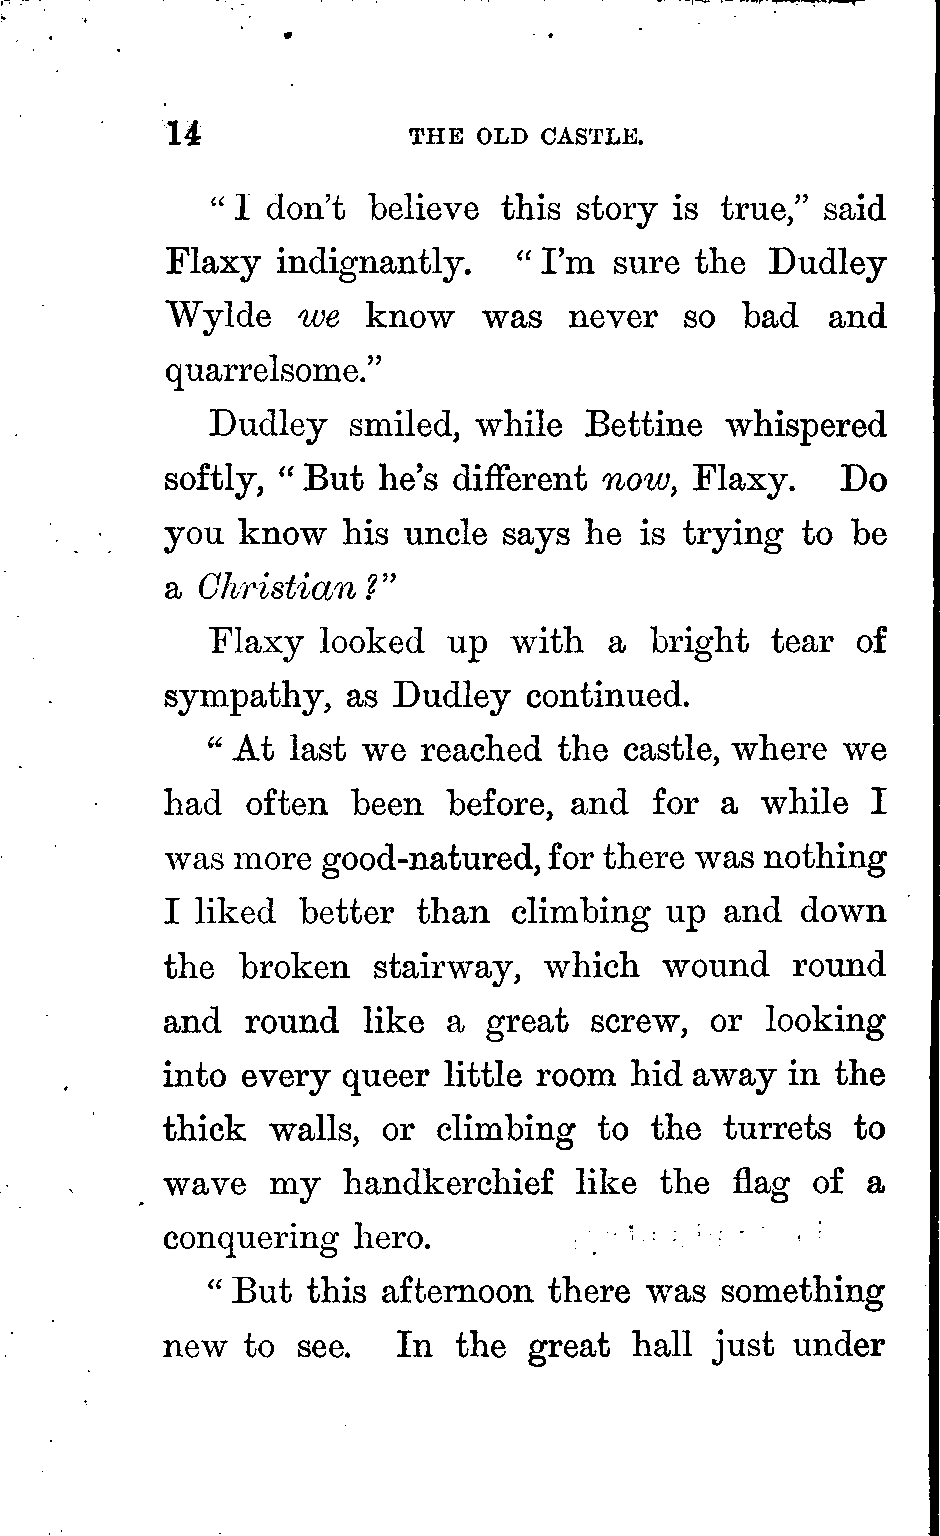 14 THE OLD CASTLE.
"I don't believe this story is true," said
Flaxy indignantly. "I'm sure the Dudley
Wylde we know was never so bad and
quarrelsome."
Dudley smiled, while Bettine whispered
softly, "But he's different now, Flaxy. Do
you know his uncle says he is trying to be
a Christian?"
Flaxy looked up with a bright tear of
sympathy, as Dudley continued.
"At last we reached the castle, where we
had often been before, and for a while I
was more good-natured, for there was nothing
I liked better than climbing up and down
the broken stairway, which wound round
and round like a great screw, or looking
into every queer little room hid away in the
thick walls, or climbing to the turrets to
wave my handkerchief like the flag of a
conquering hero.
"But this afternoon there was something
new to see. In the great hall just under